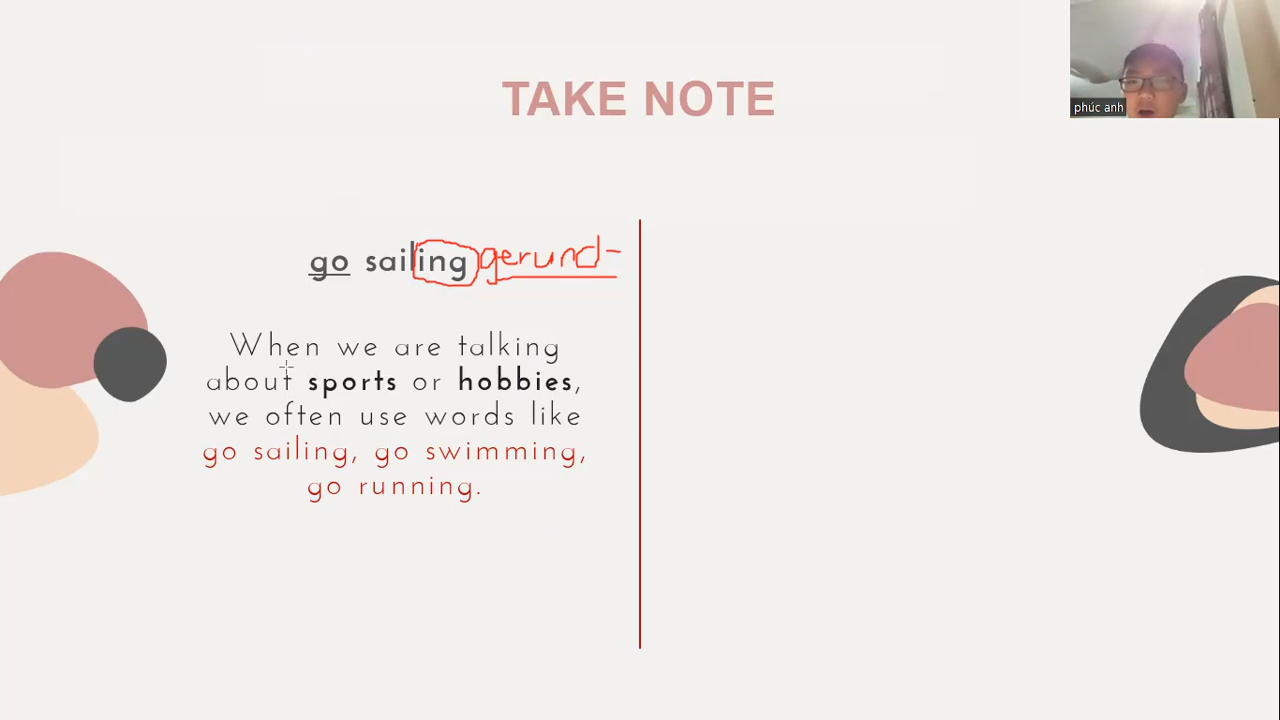 TAKE NOTE
phúc anh
go sailing gerund-
When we are talking
about sports or hobbies,
we often use words like
go sailing, go swimming,
go running.